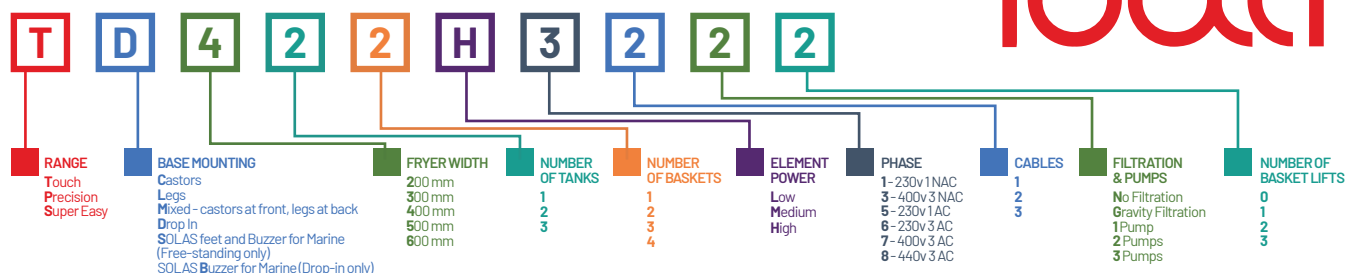 T D 4 2 2 H 3 2 2 2
RANGE
Touch
Precision
Super Easy
BASE MOUNTING
Castors
Legs
Mixed - castors at front, legs at back
Drop In
SOLAS feet and Buzzer for Marine
(Free-standing only)
SOLAS Buzzer for Marine (Drop-in only)
FRYER WIDTH
200 mm
300 mm
400 mm
500 mm
600 mm
NUMBER
OF TANKS
1
2
3
NUMBER
OF BASKETS
1
2
3
4
ELEMENT
POWER
Low
Medium
High
PHASE
1 - 230v 1 NAC
3 - 400v 3 NAC
5 - 230v 1 AC
6 - 230v 3 AC
7 - 400v 3 AC
8 - 440v 3 AC
CABLES
1
2
3
FILTRATION
& PUMPS
No Filtration
Gravity Filtration
1 Pump
2 Pumps
3 Pumps
NUMBER OF
BASKET LIFTS
0
1
2
3